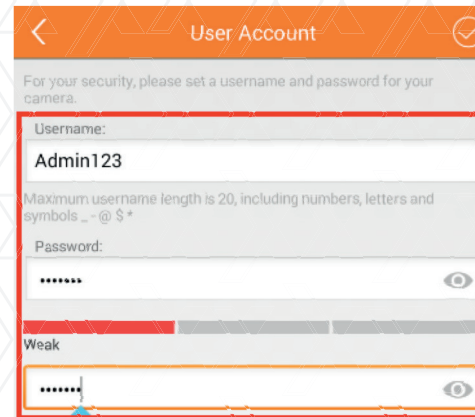 User Account
For your security, please set a username and password for your
camera.
Username:
Admin123
Maximum username length is 20, including numbers, letters and
symbols _ - @ $ *
Password:
•••••••
Weak
•••••••